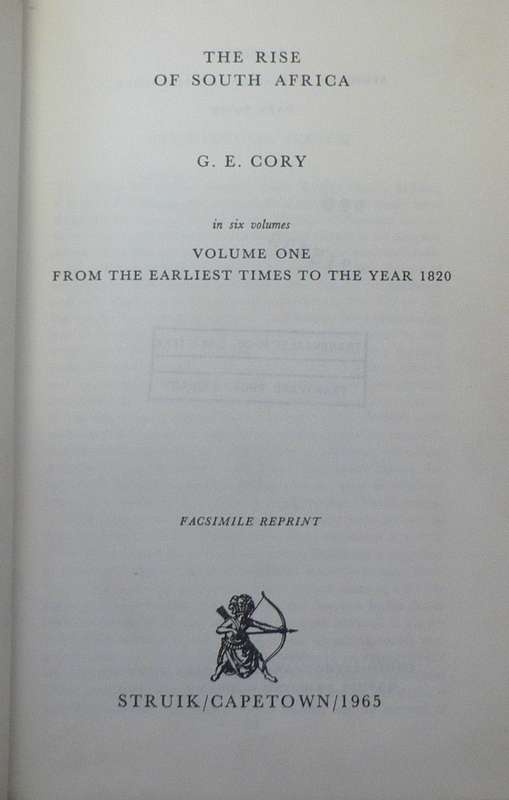 THE RISE
OF SOUTH AFRICA
G. E. CORY
in six volumes
VOLUME ONE
FROM THE EARLIEST TIMES TO THE YEAR 1820
FACSIMILE REPRINT
STRUIK/CAPETOWN/1965